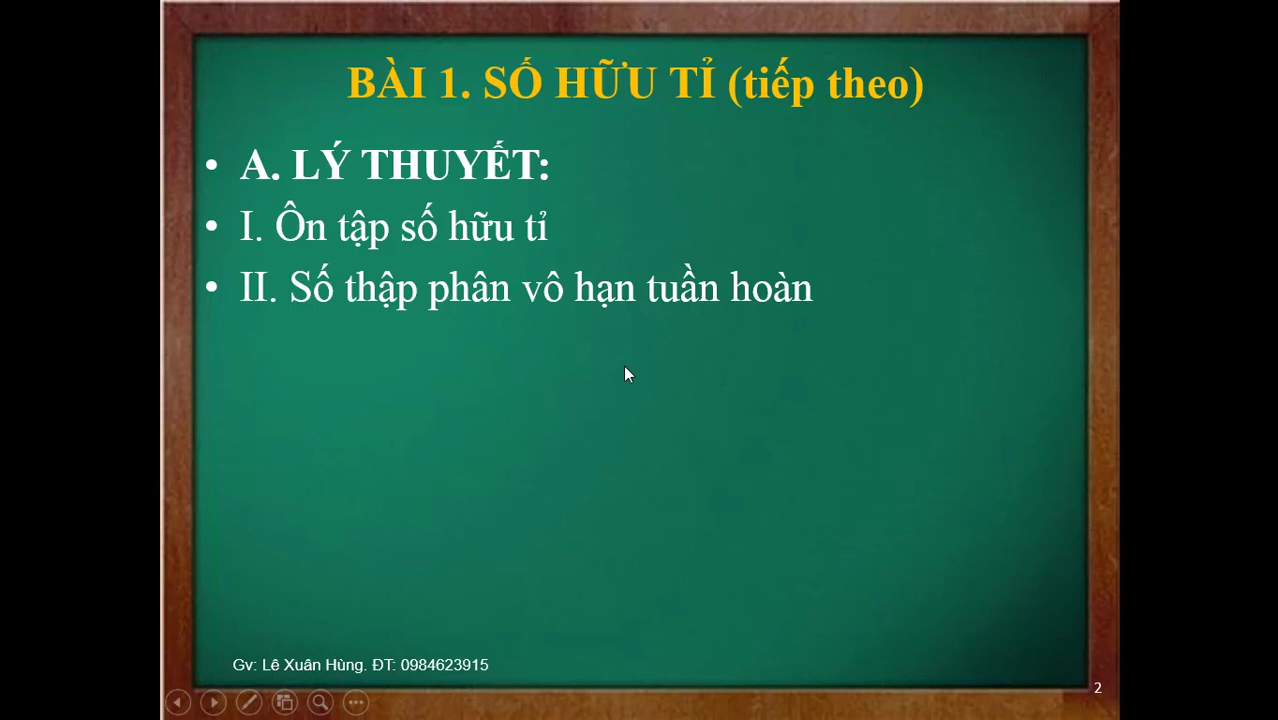 BÀI 1. SỐ HỮU TỈ (tiếp theo)
• A. LÝ THUYẾT:
• I. Ôn tập số hữu tỉ
• II. Số thập phân vô hạn tuần hoàn
Gv: Lê Xuân Hùng. ĐT: 0984623915
2